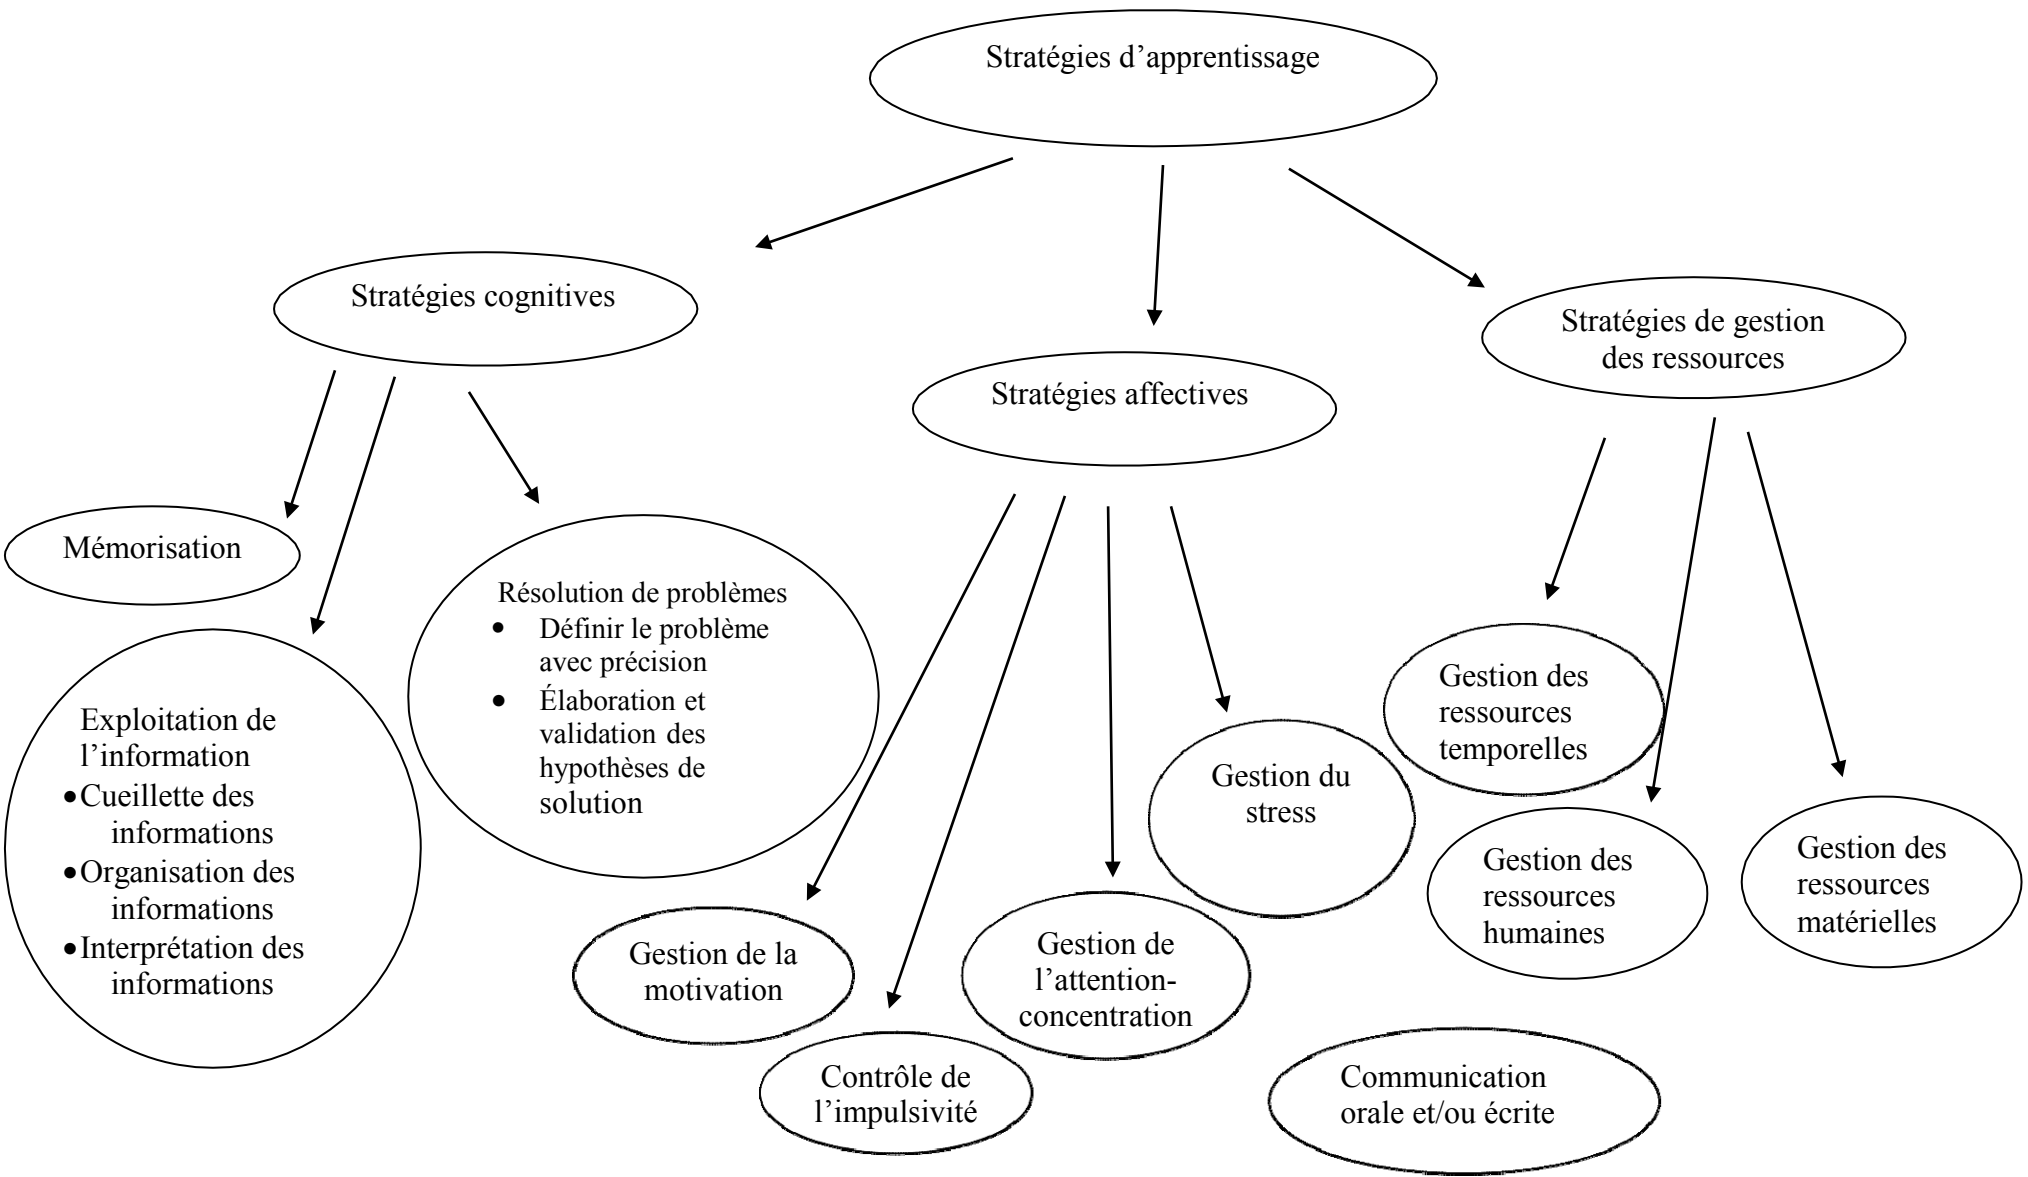 Stratégies d’apprentissage
Stratégies cognitives
Stratégies affectives
Stratégies de gestion
des ressources
Mémorisation
Exploitation de
l’information
•Cueillette des
informations
•Organisation des
informations
•Interprétation des
informations
Résolution de problèmes
• Définir le problème
avec précision
• Élaboration et
validation des
hypothèses de
solution
Gestion de la
motivation
Contrôle de
l’impulsivité
Gestion de
l’attention-
concentration
Gestion du
stress
Gestion des
ressources
temporelles
Gestion des
ressources
humaines
Gestion des
ressources
matérielles
Communication
orale et/ou écrite